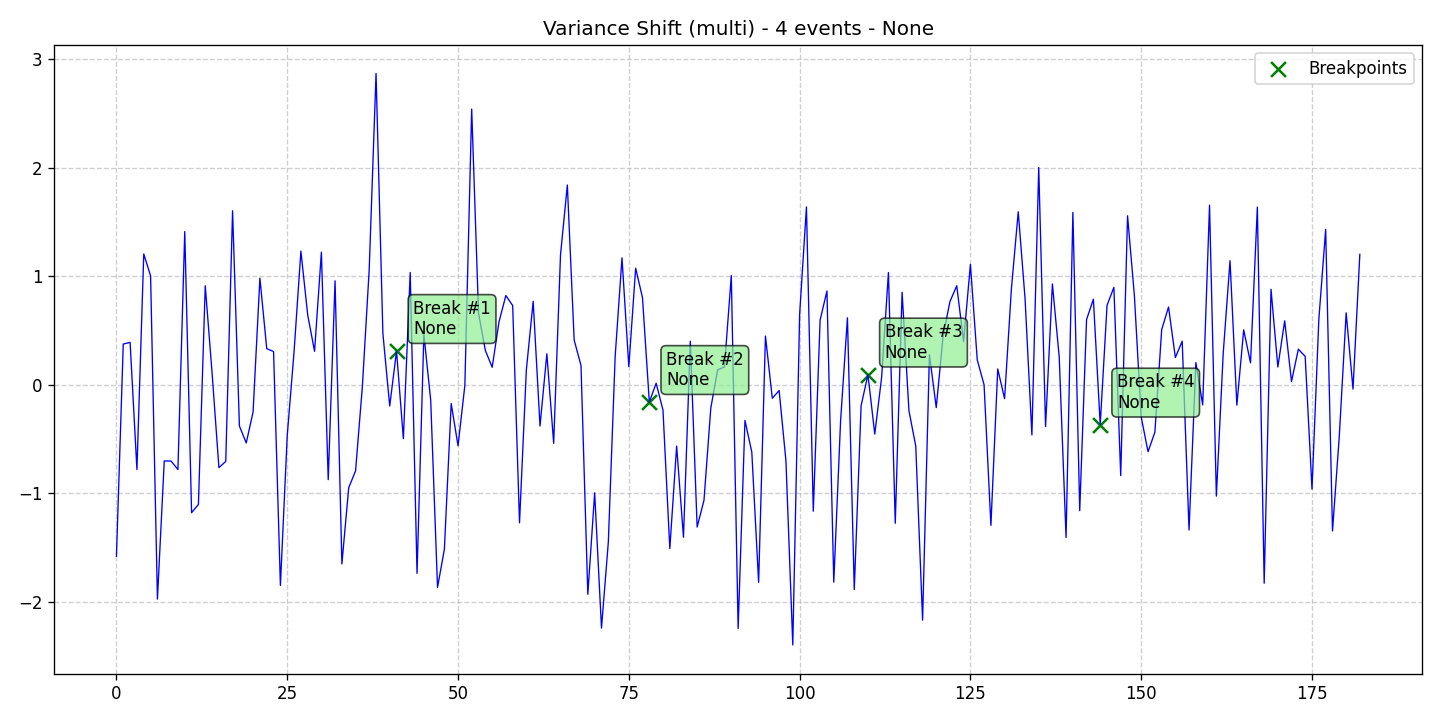 Variance Shift (multi) - 4 events - None
Breakpoints
3
2
1
0
−1
−2
Break #1
None
Break #2
None
Break #3
None
Break #4
None
0
25
50
75
100
125
150
175